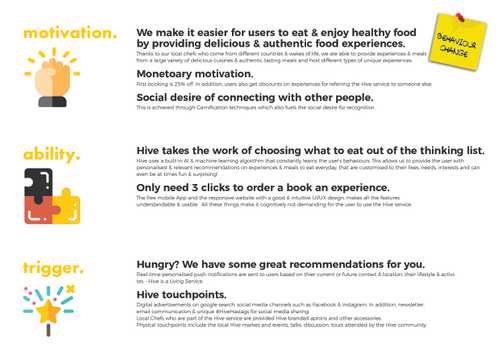 motivation.
We make it easier for users to eat & enjoy healthy food
by providing delicious & authentic food experiences.
Thanks to our local chefs who come from different countries & walkes of life, we are able to provide experiences & meals
from a large variety of delicious cuisines & authentic tasting meals and host different types of unique experiences.
Monetoary motivation.
First booking is 25% off. In addition, users also get discounts on experiences for referring the Hive service to someone else.
Social desire of connecting with other people.
This is achieved through Gamification techniques which also fuels the social desire for recognition.
BEHAVIOUR
CHANGE
ability.
Hive takes the work of choosing what to eat out of the thinking list.
Hive uses a built-in AI & machine learning algorithm that constantly learns the user's behaviours. This allows us to provide the user with
personalised & relevant recommendations on experiences & meals to eat everyday, that are customised to their likes, needs, interests and can
even be at times fun & surprising!
Only need 3 clicks to order a book an experience.
The Hive mobile App and the responsive website with a good & intuitive UI/UX design, makes all the features
understandable & usable. All these things make it cognitively not demanding for the user to use the Hive service.
trigger.
Hungry? We have some great recommendations for you.
Real-time personalised push notifications are sent to users based on their current or future context & location, their lifestyle & activi-
ties - Hive is a Living Service.
Hive touchpoints.
Digital advertisements on google search, social media channels such as Facebook & Instagram. In addition, newsletter,
email communication & unique #HiveHastags for social media sharing.
Local Chefs who are part of the Hive service are provided Hive branded aprons and other accessories.
Physical touchpoints include the local Hive market and events, talks, discussion, tours attended by the Hive community.